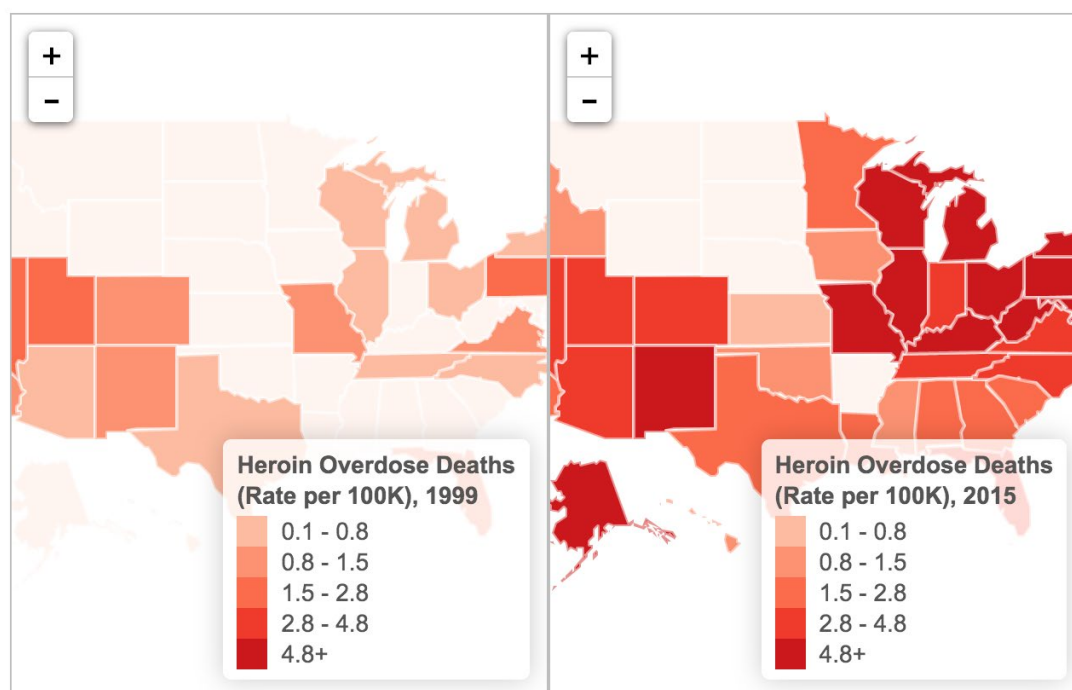 +
-
Heroin Overdose Deaths
(Rate per 100K), 1999
0.1 - 0.8
0.8 - 1.5
1.5 - 2.8
2.8 - 4.8
4.8+
+
-
Heroin Overdose Deaths
(Rate per 100K), 2015
0.1 - 0.8
0.8 - 1.5
1.5 - 2.8
2.8 - 4.8
4.8+